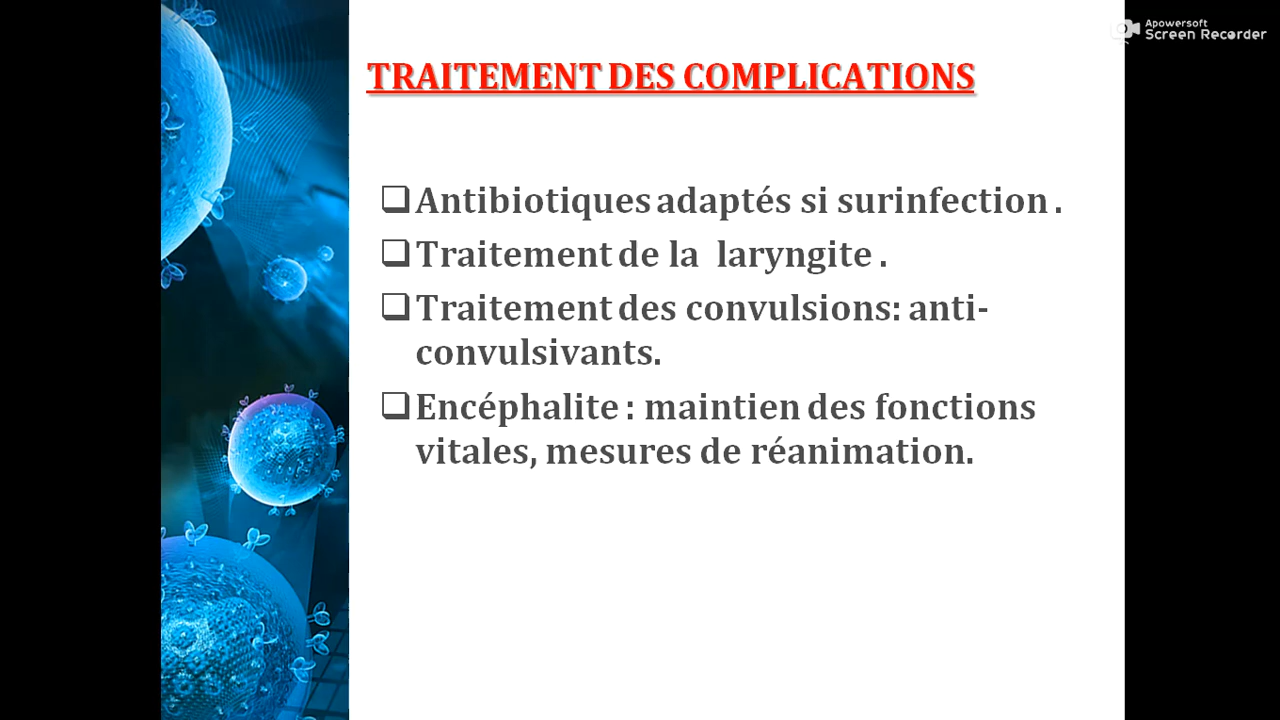 Apowersoft
Screen Recorder
TRAITEMENT DES COMPLICATIONS
❑Antibiotiques adaptés si surinfection .
❑Traitement de la  laryngite .
❑Traitement des convulsions: anti-
convulsivants.
❑Encéphalite : maintien des fonctions
vitales, mesures de réanimation.